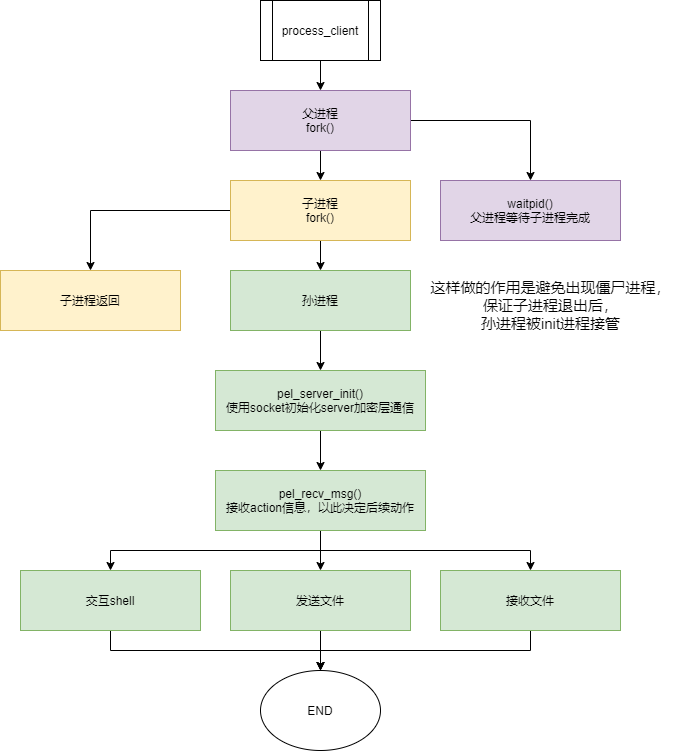 process_client
父进程
fork()
子进程
fork()
waitpid()
父进程等待子进程完成
子进程返回
孙进程
这样做的作用是避免出现僵尸进程，
保证子进程退出后，
孙进程被init进程接管
pel_server_init()
使用socket初始化server加密层通信
pel_recv_msg()
接收action信息，以此决定后续动作
交互shell
发送文件
接收文件
END